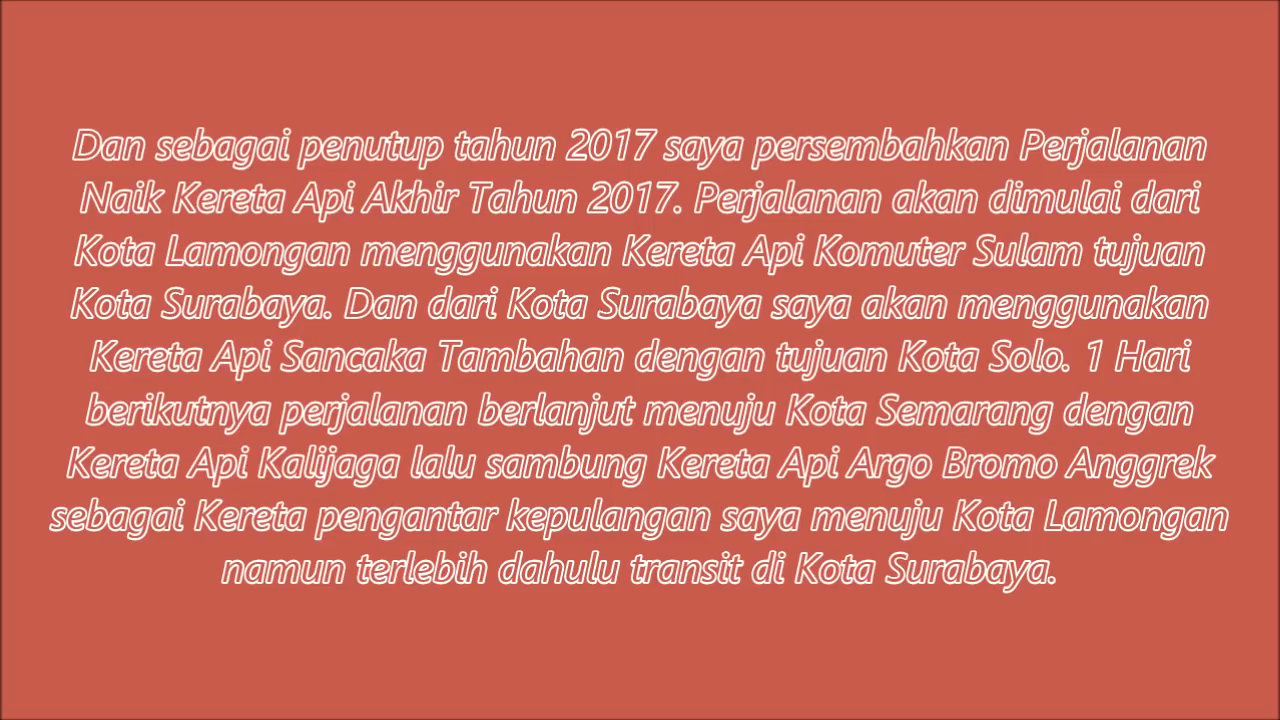 Dan sebagai penutup tahun 2017 saya persembahkan Perjalanan
Naik Kereta Api Akhir Tahun 2017. Perjalanan akan dimulai dari
Kota Lamongan menggunakan Kereta Api Komuter Sulam tujuan
Kota Surabaya. Dan dari Kota Surabaya saya akan menggunakan
Kereta Api Sancaka Tambahan dengan tujuan Kota Solo. 1 Hari
berikutnya perjalanan berlanjut menuju Kota Semarang dengan
Kereta Api Kalijaga lalu sambung Kereta Api Argo Bromo Anggrek
sebagai Kereta pengantar kepulangan saya menuju Kota Lamongan
namun terlebih dahulu transit di Kota Surabaya.